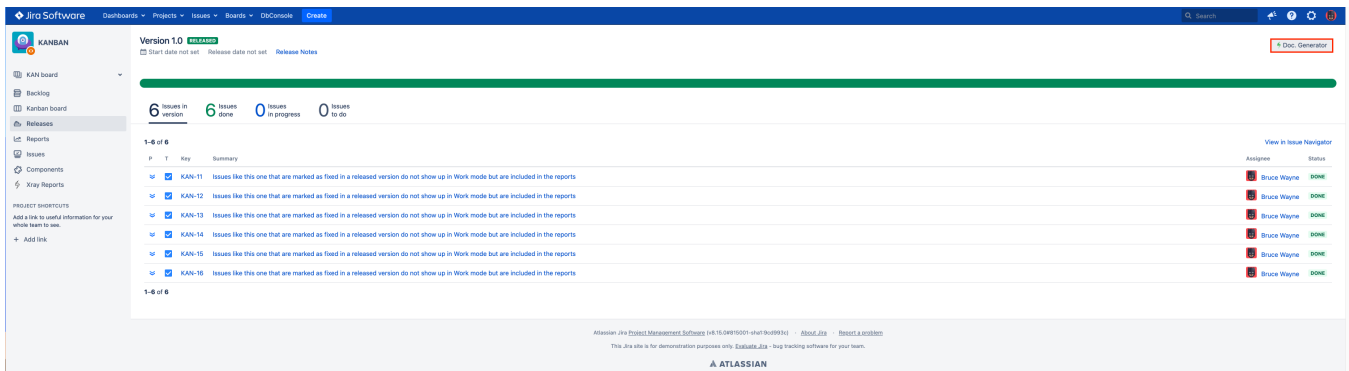 Jira Software Dashboards Projects Issues Boards DbConsole Create Search
KANBAN
KAN board
Backlog
Kanban board
Releases
Reports
Issues
Components
Xray Reports
PROJECT SHORTCUTS
Add a link to useful information for your
whole team to see.
+ Add link
Version 1.0 RELEASED
Start date not set Release date not set Release Notes
Doc. Generator
6 Issues in version 6 Issues done 0 Issues in progress 0 Issues to do
1–6 of 6 View in Issue Navigator
P T Key Summary Assignee Status
KAN-11 Issues like this one that are marked as fixed in a released version do not show up in Work mode but are included in the reports Bruce Wayne DONE
KAN-12 Issues like this one that are marked as fixed in a released version do not show up in Work mode but are included in the reports Bruce Wayne DONE
KAN-13 Issues like this one that are marked as fixed in a released version do not show up in Work mode but are included in the reports Bruce Wayne DONE
KAN-14 Issues like this one that are marked as fixed in a released version do not show up in Work mode but are included in the reports Bruce Wayne DONE
KAN-15 Issues like this one that are marked as fixed in a released version do not show up in Work mode but are included in the reports Bruce Wayne DONE
KAN-16 Issues like this one that are marked as fixed in a released version do not show up in Work mode but are included in the reports Bruce Wayne DONE
1–6 of 6
Atlassian Jira Project Management Software (v8.15.0#815001-sha1:9cd993c) · About Jira · Report a problem
This Jira site is for demonstration purposes only. Evaluate Jira - bug tracking software for your team.
ATLASSIAN